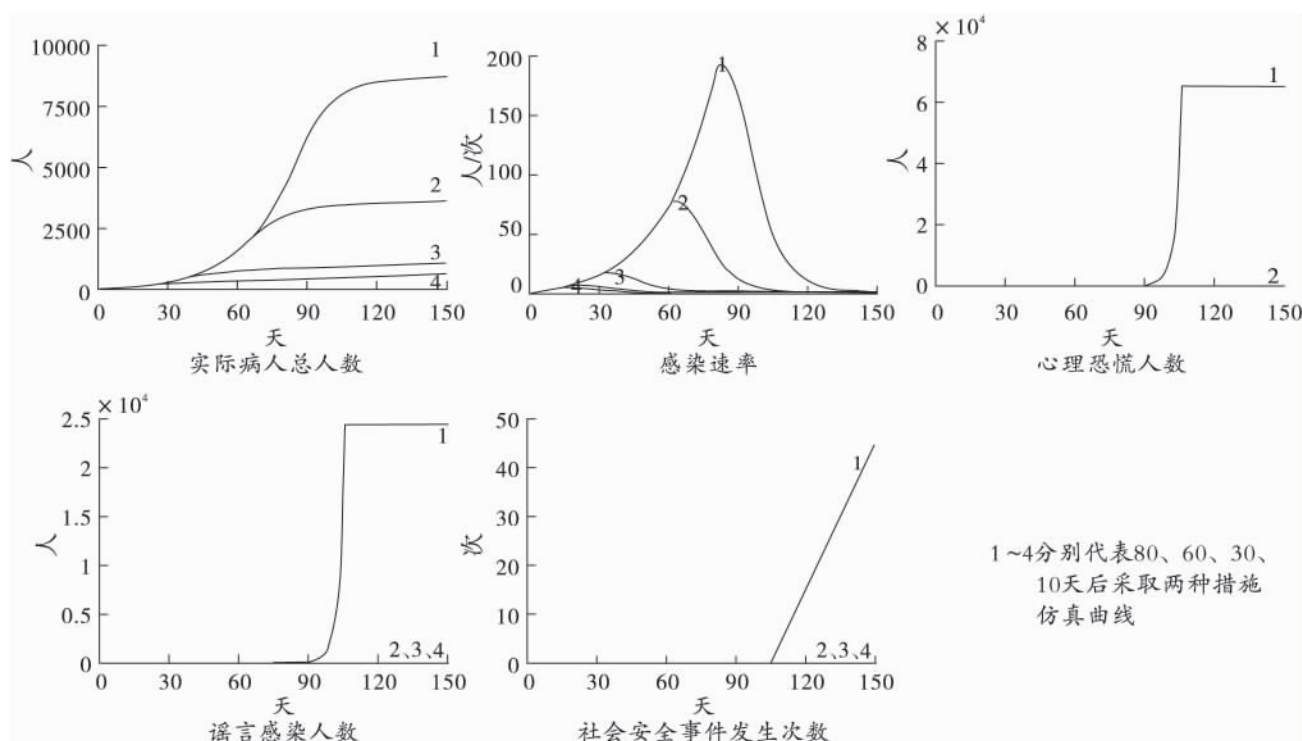 10000
7500
5000
2500
0
人
1
2
3
4
0 30 60 90 120 150
天
实际病人总人数
200
150
100
50
0
人/次
1
2
3
4
0 30 60 90 120 150
天
感染速率
8 × 10⁴
6
4
2
0
人
1
2
0 30 60 90 120 150
天
心理恐慌人数
2.5 × 10⁴
2
1.5
1
0.5
0
人
1
2、3、4
0 30 60 90 120 150
天
谣言感染人数
50
40
30
20
10
0
次
1
2、3、4
0 30 60 90 120 150
天
社会安全事件发生次数
1~4分别代表80、60、30、
10天后采取两种措施
仿真曲线